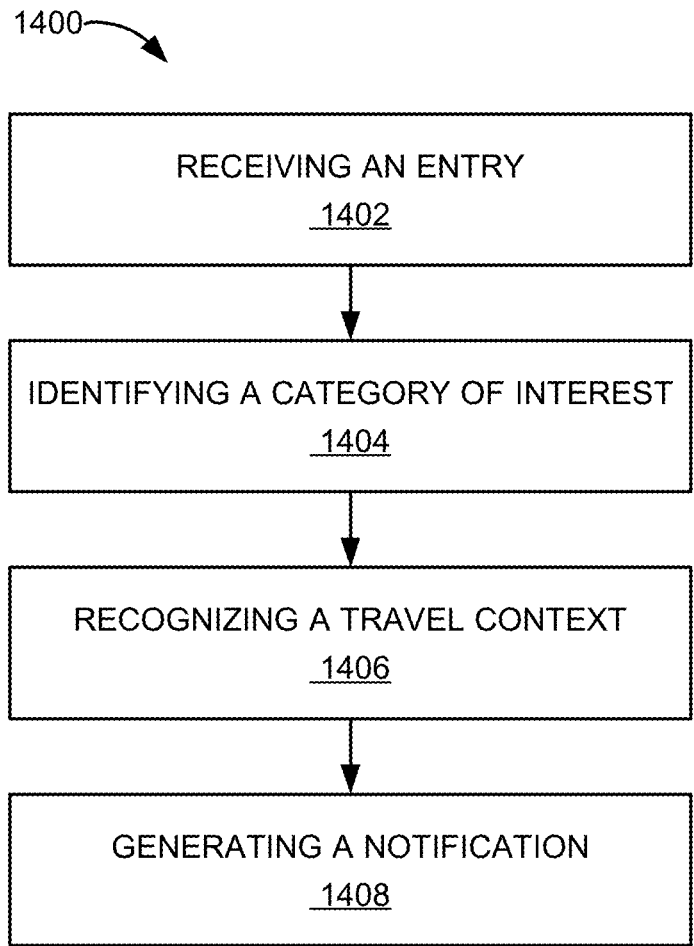 1400
RECEIVING AN ENTRY
1402
IDENTIFYING A CATEGORY OF INTEREST
1404
RECOGNIZING A TRAVEL CONTEXT
1406
GENERATING A NOTIFICATION
1408